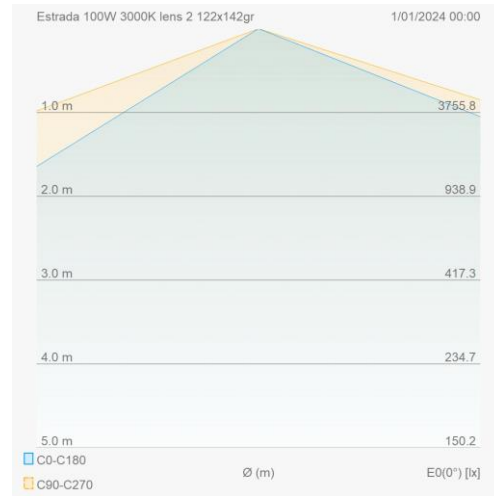 Estrada 100W 3000K lens 2 122x142gr 1/01/2024 00:00
1.0 m 3755.8
2.0 m 938.9
3.0 m 417.3
4.0 m 234.7
5.0 m 150.2
C0-C180
Ø (m) E0(0°) [lx]
C90-C270